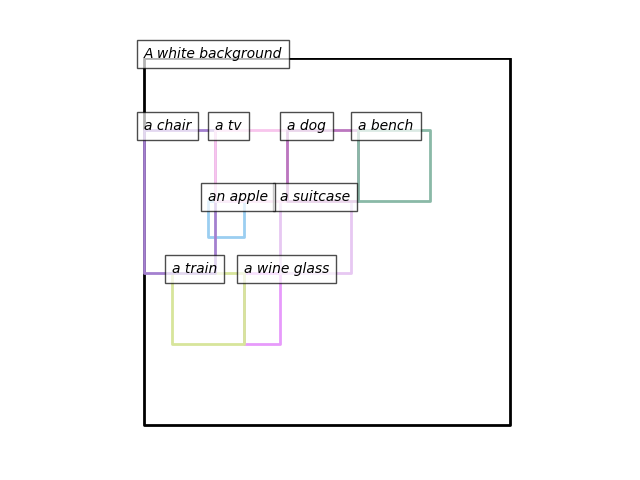 A white background
a chair
a tv
a dog
a bench
an apple
a suitcase
a train
a wine glass